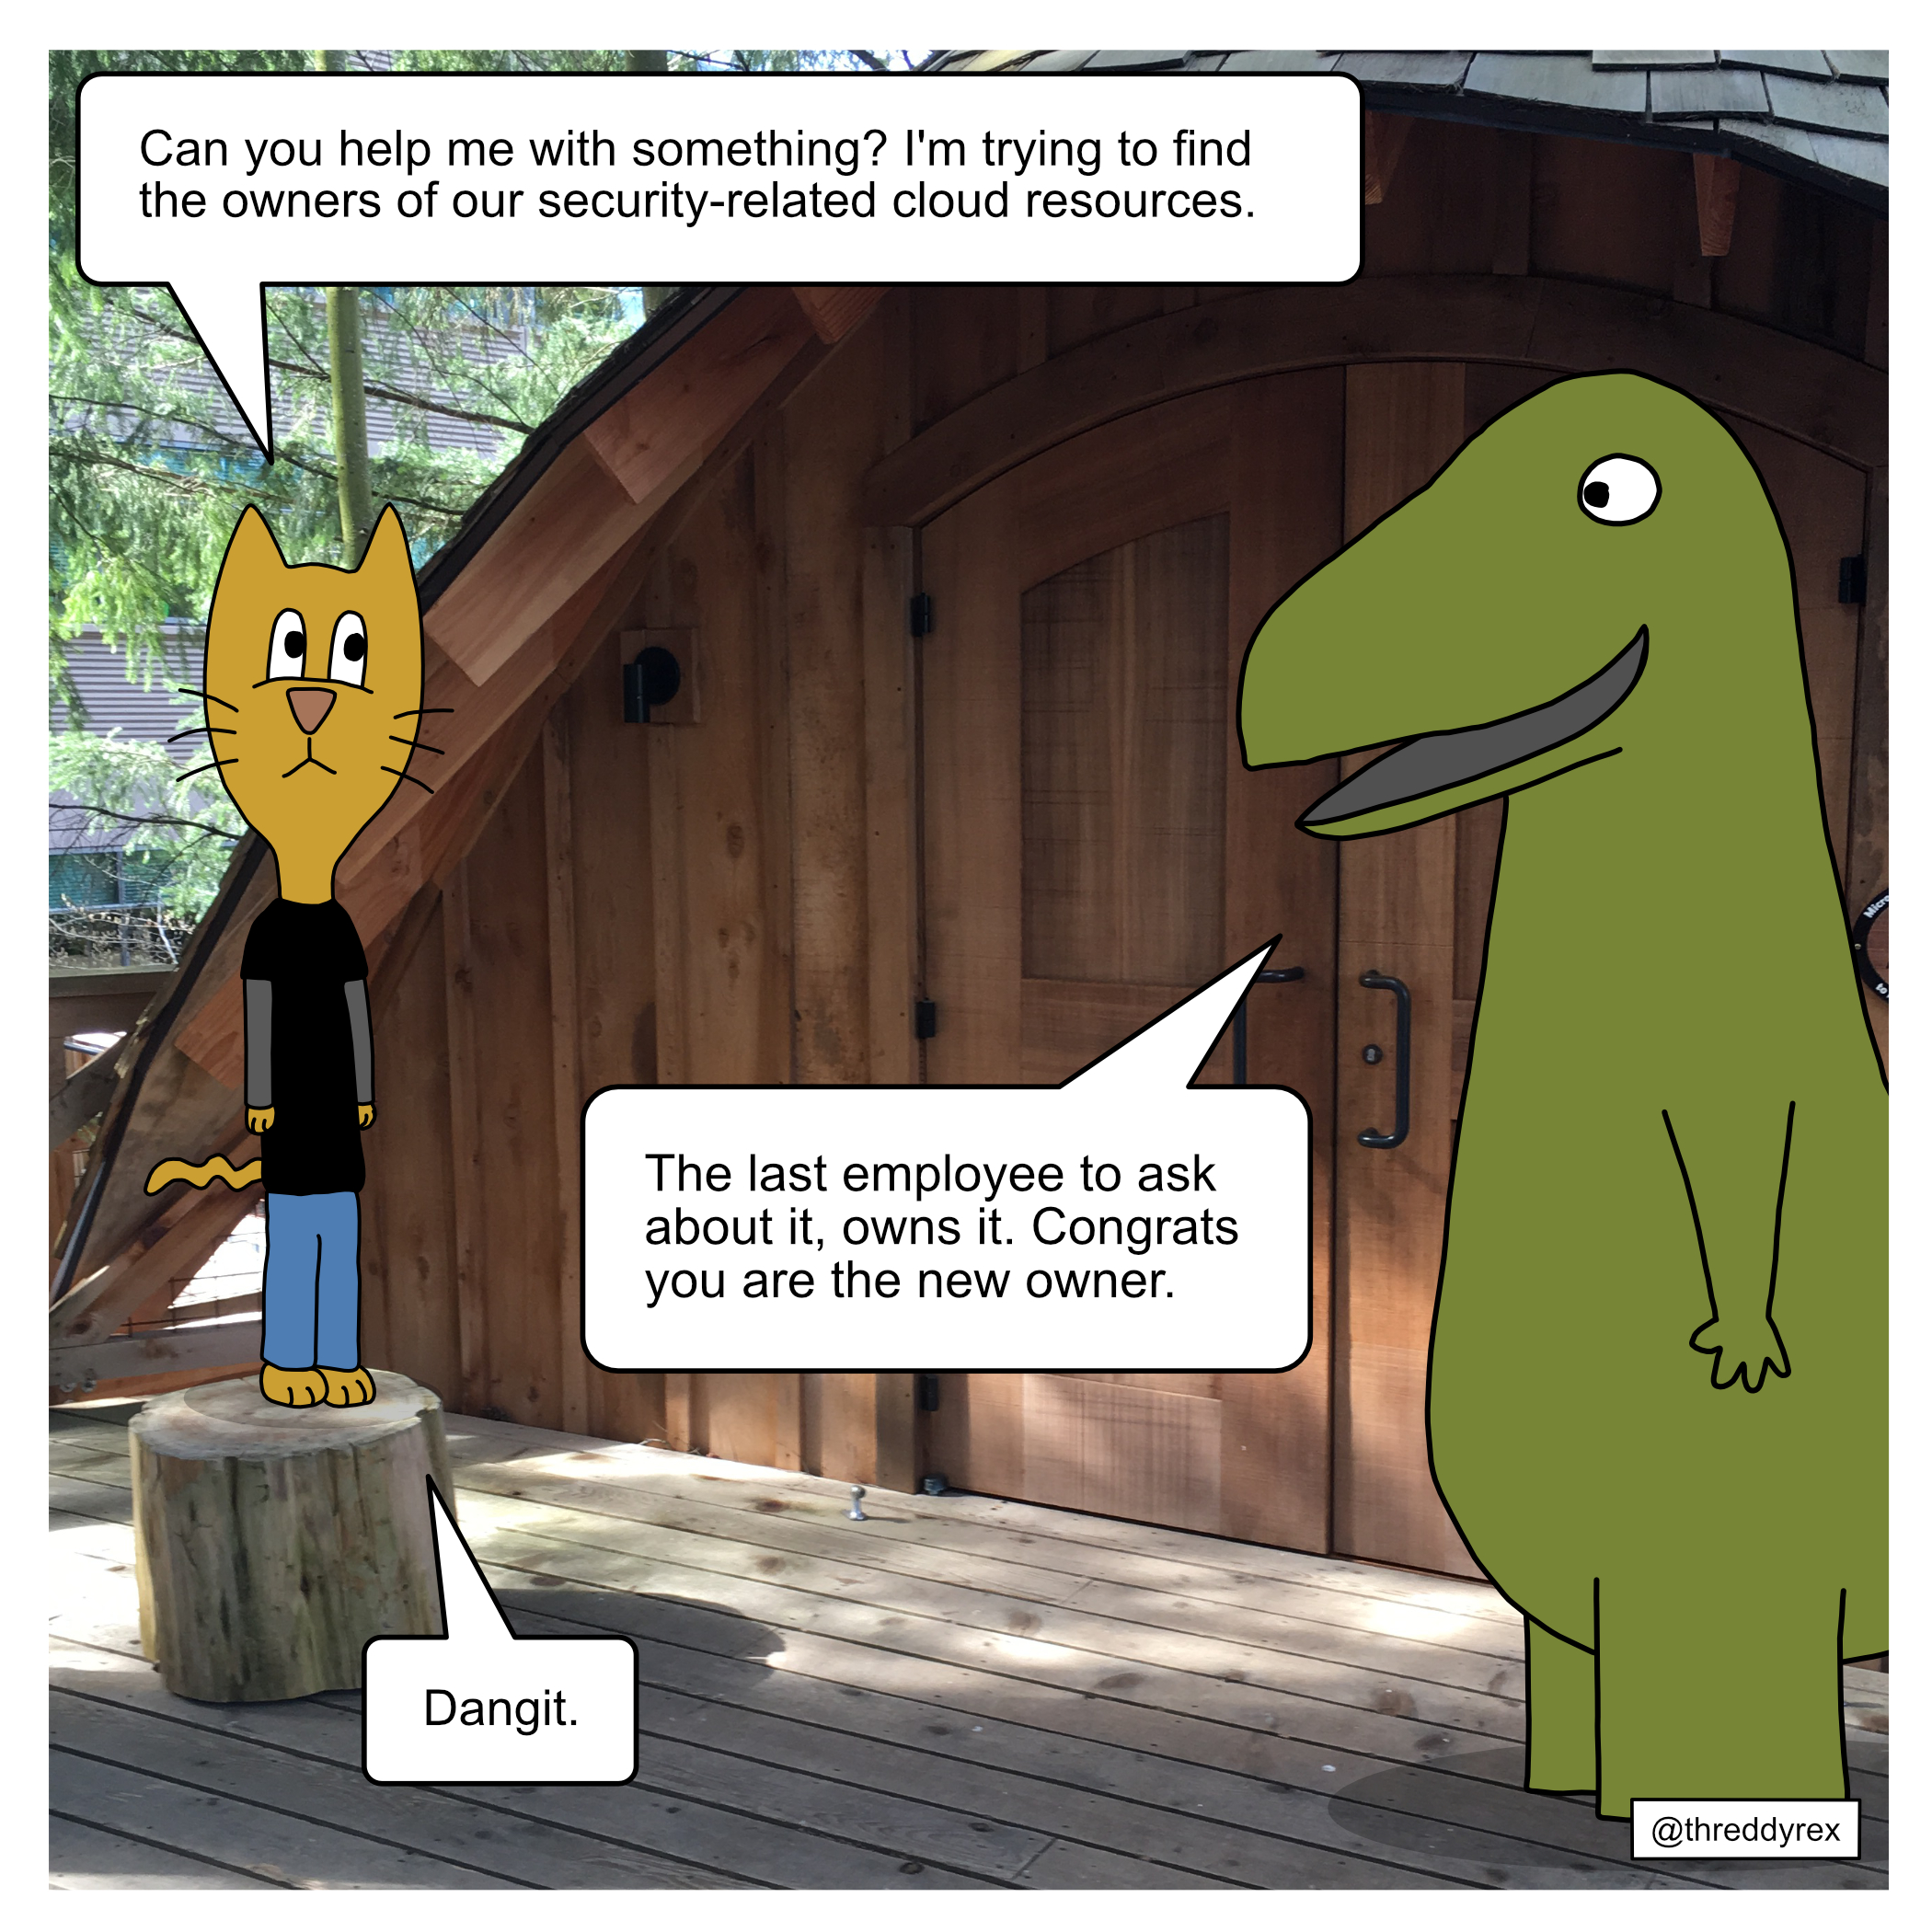 Can you help me with something? I'm trying to find
the owners of our security-related cloud resources.
The last employee to ask
about it, owns it. Congrats
you are the new owner.
Dangit.
@threddyrex